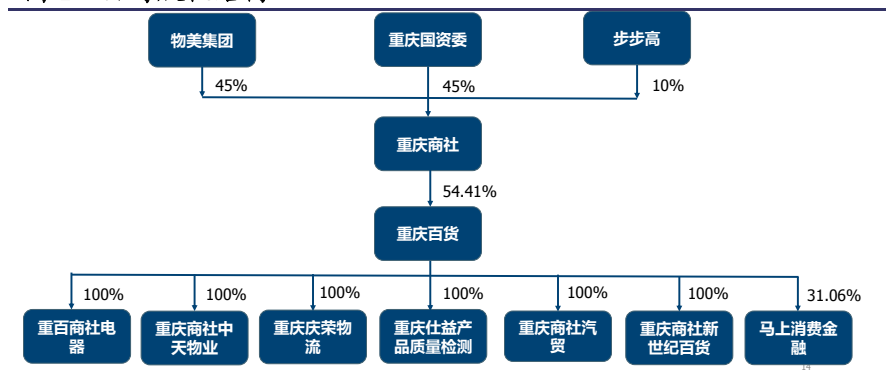 物美集团
重庆国资委
步步高
45%
45%
10%
重庆商社
54.41%
重庆百货
100%
100%
100%
100%
100%
100%
31.06%
重百商社电
器
重庆商社中
天物业
重庆庆荣物
流
重庆仕益产
品质量检测
重庆商社汽
贸
重庆商社新
世纪百货
马上消费金
融
14